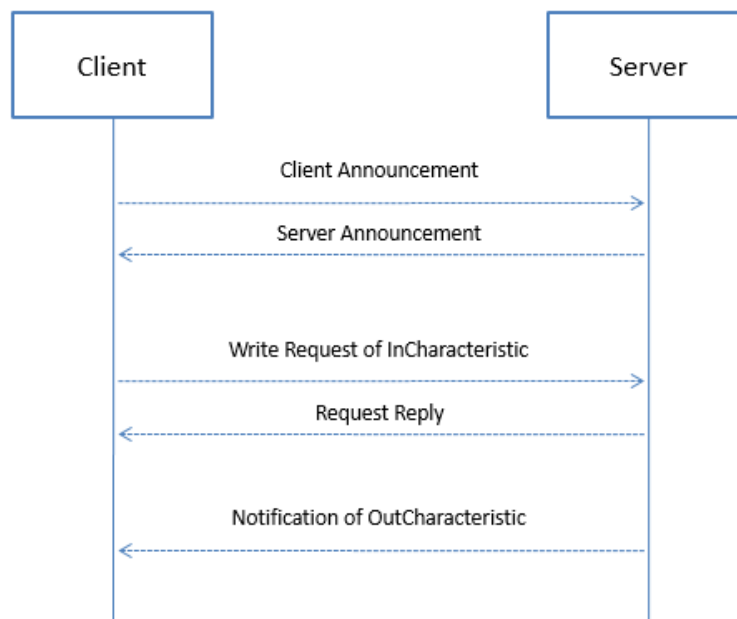 Client
Server
Client Announcement
Server Announcement
Write Request of InCharacteristic
Request Reply
Notification of OutCharacteristic